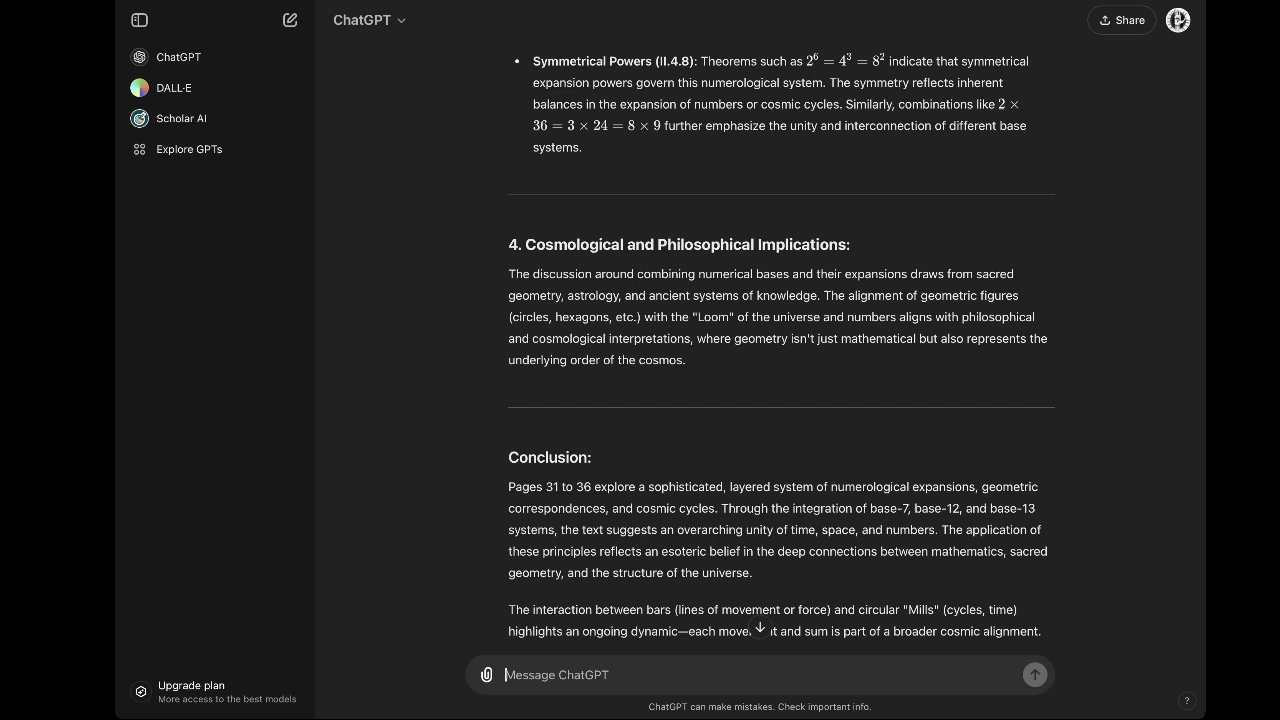 ChatGPT
Share
ChatGPT
DALL·E
Scholar AI
Explore GPTs
• Symmetrical Powers (II.4.8): Theorems such as 2⁶ = 4³ = 8² indicate that symmetrical
expansion powers govern this numerological system. The symmetry reflects inherent
balances in the expansion of numbers or cosmic cycles. Similarly, combinations like 2 ×
36 = 3 × 24 = 8 × 9 further emphasize the unity and interconnection of different base
systems.
4. Cosmological and Philosophical Implications:
The discussion around combining numerical bases and their expansions draws from sacred
geometry, astrology, and ancient systems of knowledge. The alignment of geometric figures
(circles, hexagons, etc.) with the "Loom" of the universe and numbers aligns with philosophical
and cosmological interpretations, where geometry isn't just mathematical but also represents the
underlying order of the cosmos.
Conclusion:
Pages 31 to 36 explore a sophisticated, layered system of numerological expansions, geometric
correspondences, and cosmic cycles. Through the integration of base-7, base-12, and base-13
systems, the text suggests an overarching unity of time, space, and numbers. The application of
these principles reflects an esoteric belief in the deep connections between mathematics, sacred
geometry, and the structure of the universe.
The interaction between bars (lines of movement or force) and circular "Mills" (cycles, time)
highlights an ongoing dynamic—each and sum is part of a broader cosmic alignment.
Message ChatGPT
Upgrade plan
More access to the best models
ChatGPT can make mistakes. Check important info.
?